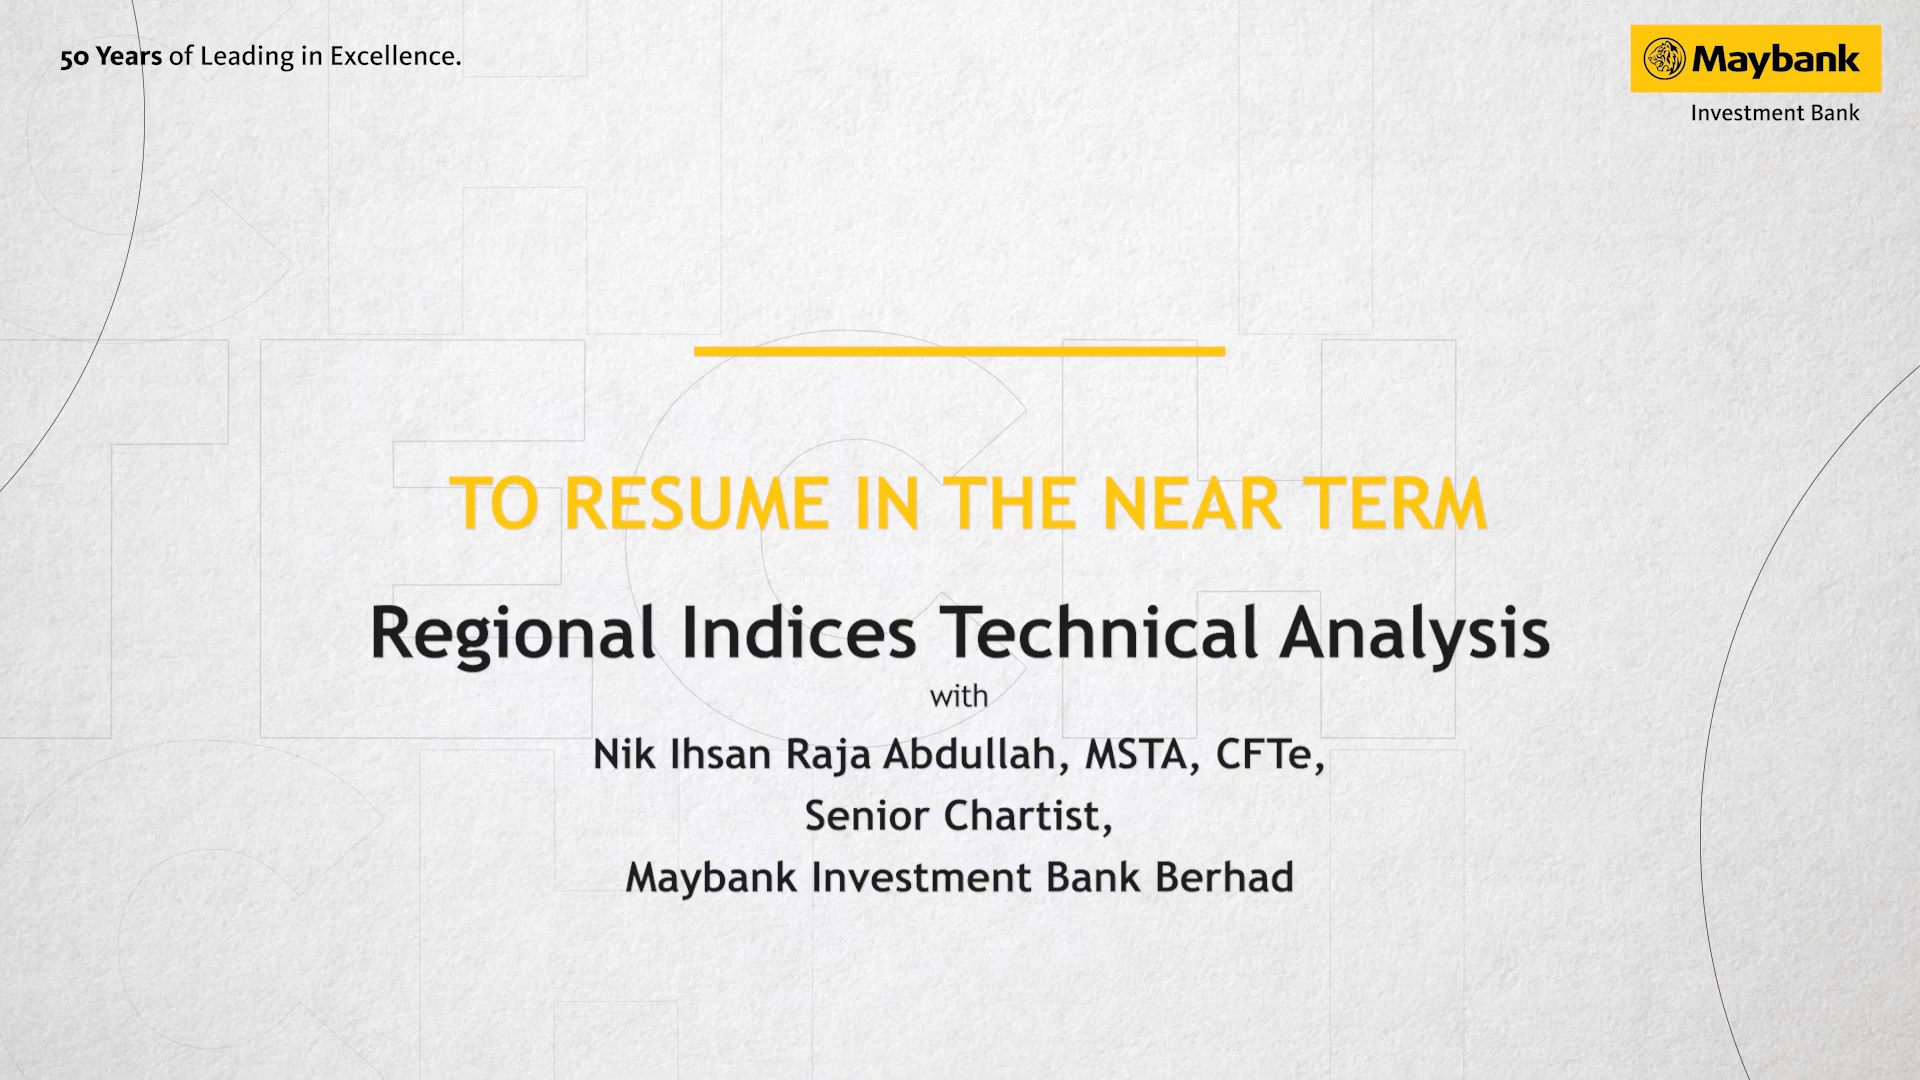 50 Years of Leading in Excellence.
Maybank
Investment Bank
TO RESUME IN THE NEAR TERM
Regional Indices Technical Analysis
with
Nik Ihsan Raja Abdullah, MSTA, CFTe,
Senior Chartist,
Maybank Investment Bank Berhad